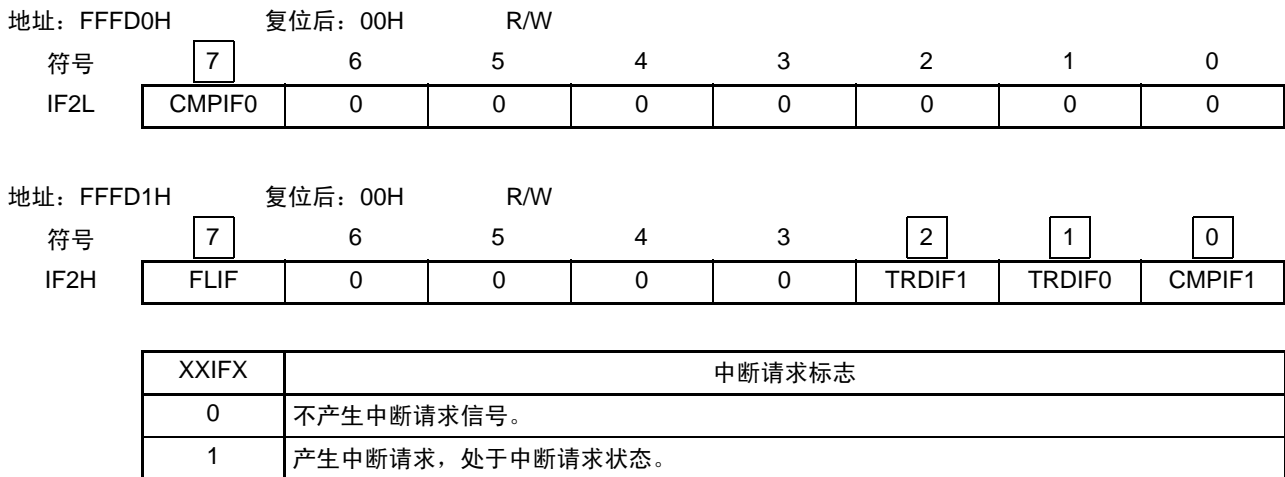 地址：FFFD0H 复位后：00H R/W
符号 7 6 5 4 3 2 1 0
IF2L CMPIF0 0 0 0 0 0 0 0
地址：FFFD1H 复位后：00H R/W
符号 7 6 5 4 3 2 1 0
IF2H FLIF 0 0 0 0 TRDIF1 TRDIF0 CMPIF1
XXIFX 中断请求标志
0 不产生中断请求信号。
1 产生中断请求，处于中断请求状态。